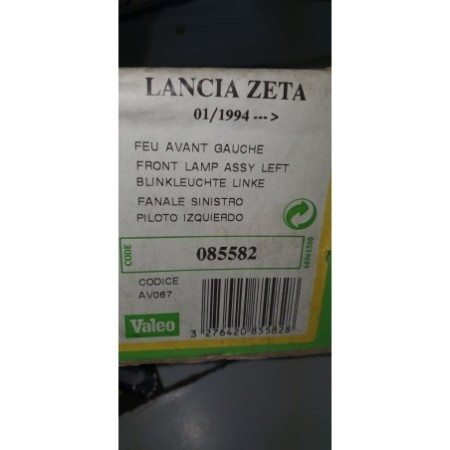 LANCIA ZETA
01/1994 --->
FEU AVANT GAUCHE
FRONT LAMP ASSY LEFT
BLINKLEUCHTE LINKE
FANALE SINISTRO
PILOTO IZQUIERDO
CODE
085582
CODICE
AV067
Valeo
3 276420 855828